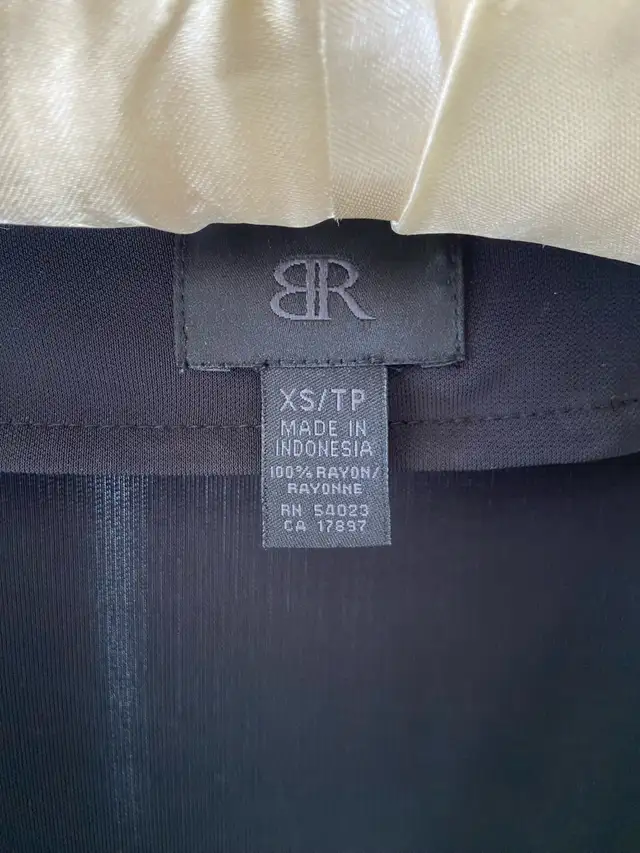 BR
XS/TP
MADE IN
INDONESIA
100% RAYON/
RAYONNE
RN 54023
CA 17897